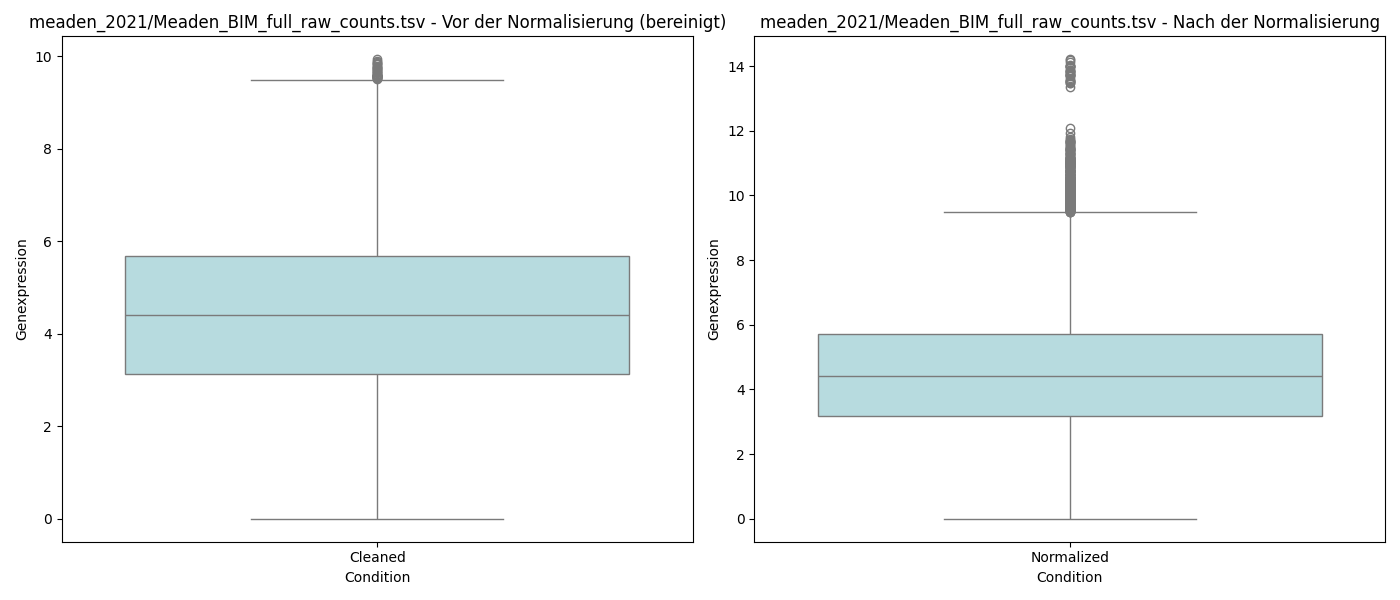 meaden_2021/Meaden_BIM_full_raw_counts.tsv - Vor der Normalisierung (bereinigt)
10
8
6
4
2
0
Genexpression
Cleaned
Condition
meaden_2021/Meaden_BIM_full_raw_counts.tsv - Nach der Normalisierung
14
12
10
8
6
4
2
0
Genexpression
Normalized
Condition